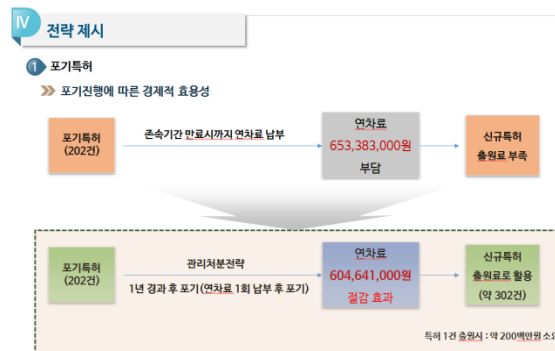 IV 전략 제시
1 포기특허
포기진행에 따른 경제적 효용성
포기특허
(202건)
존속기간 만료시까지 연차료 납부
연차료
653,383,000원
부담
신규특허
출원료 부족
포기특허
(202건)
관리처분전략
1년 경과 후 포기(연차료 1회 납부 후 포기)
연차료
604,641,000원
절감 효과
신규특허
출원료로 활용
(약 302건)
특허 1건 출원시 : 약 200백만원 소요